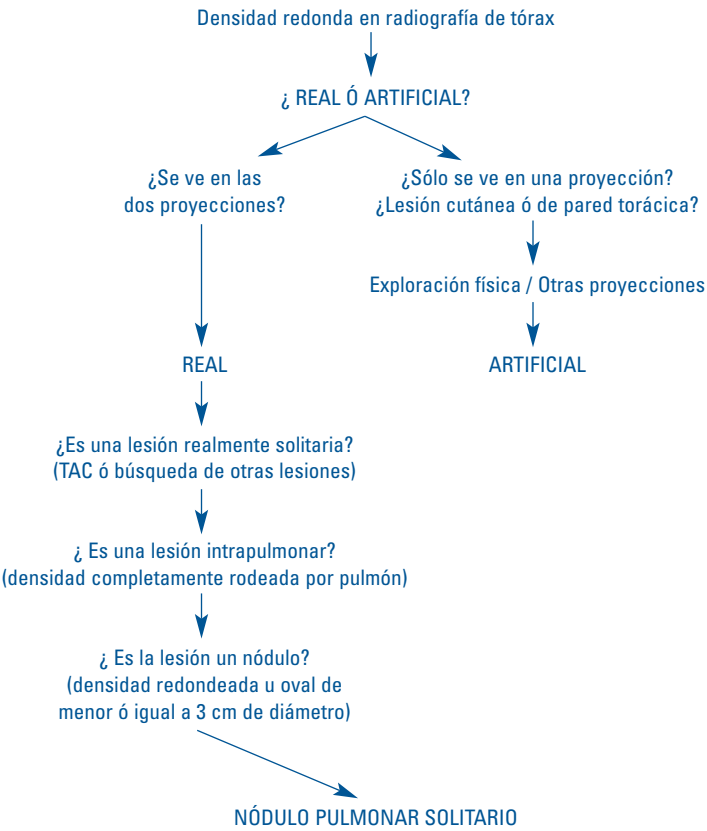 Densidad redonda en radiografía de tórax
¿ REAL Ó ARTIFICIAL?
¿Se ve en las
dos proyecciones?
¿Sólo se ve en una proyección?
¿Lesión cutánea ó de pared torácica?
Exploración física / Otras proyecciones
REAL
ARTIFICIAL
¿Es una lesión realmente solitaria?
(TAC ó búsqueda de otras lesiones)
¿ Es una lesión intrapulmonar?
(densidad completamente rodeada por pulmón)
¿ Es la lesión un nódulo?
(densidad redondeada u oval de
menor ó igual a 3 cm de diámetro)
NÓDULO PULMONAR SOLITARIO